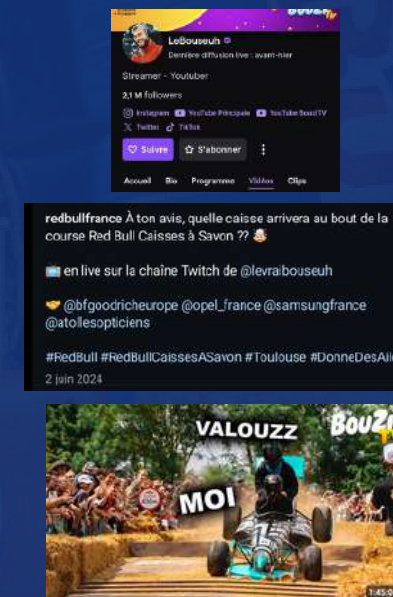 LeBouseuh
Dernière diffusion live : avant-hier
Streamer - Youtuber
2,1 M followers
Instagram YouTube Principale YouTube BouziTV
Twitter TikTok
Suivre S'abonner
Accueil Bio Programme Vidéos Clips
redbullfrance À ton avis, quelle caisse arrivera au bout de la
course Red Bull Caisses à Savon ??
en live sur la chaîne Twitch de @levraibouseuh
@bfgoodricheurope @opel_france @samsungfrance
@atollesopticiens
#RedBull #RedBullCaissesASavon #Toulouse #DonneDesAile
2 juin 2024
VALOUZZ
MOI